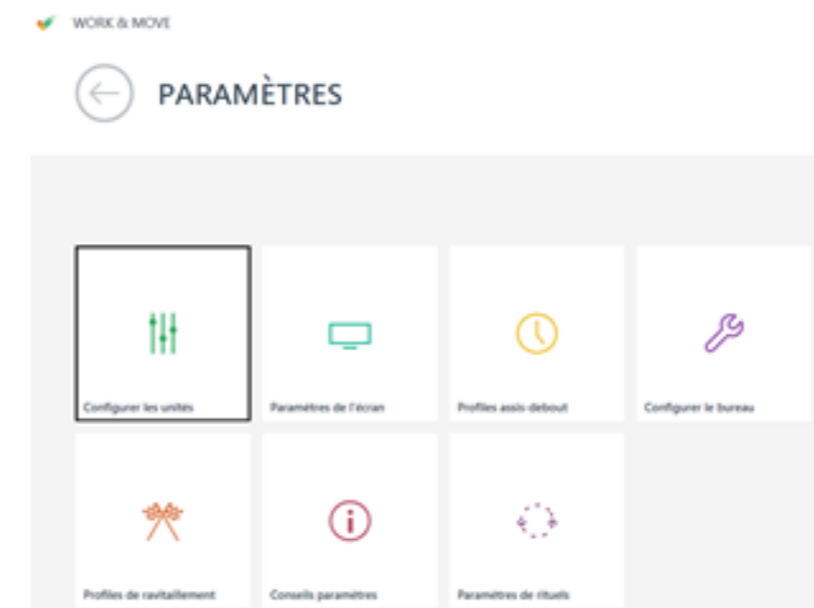 WORK & MOVE
PARAMÈTRES
Configurer les unités
Paramètres de l'écran
Profiles assis-debout
Configurer le bureau
Profiles de ravitaillement
Conseils paramètres
Paramètres de rituels